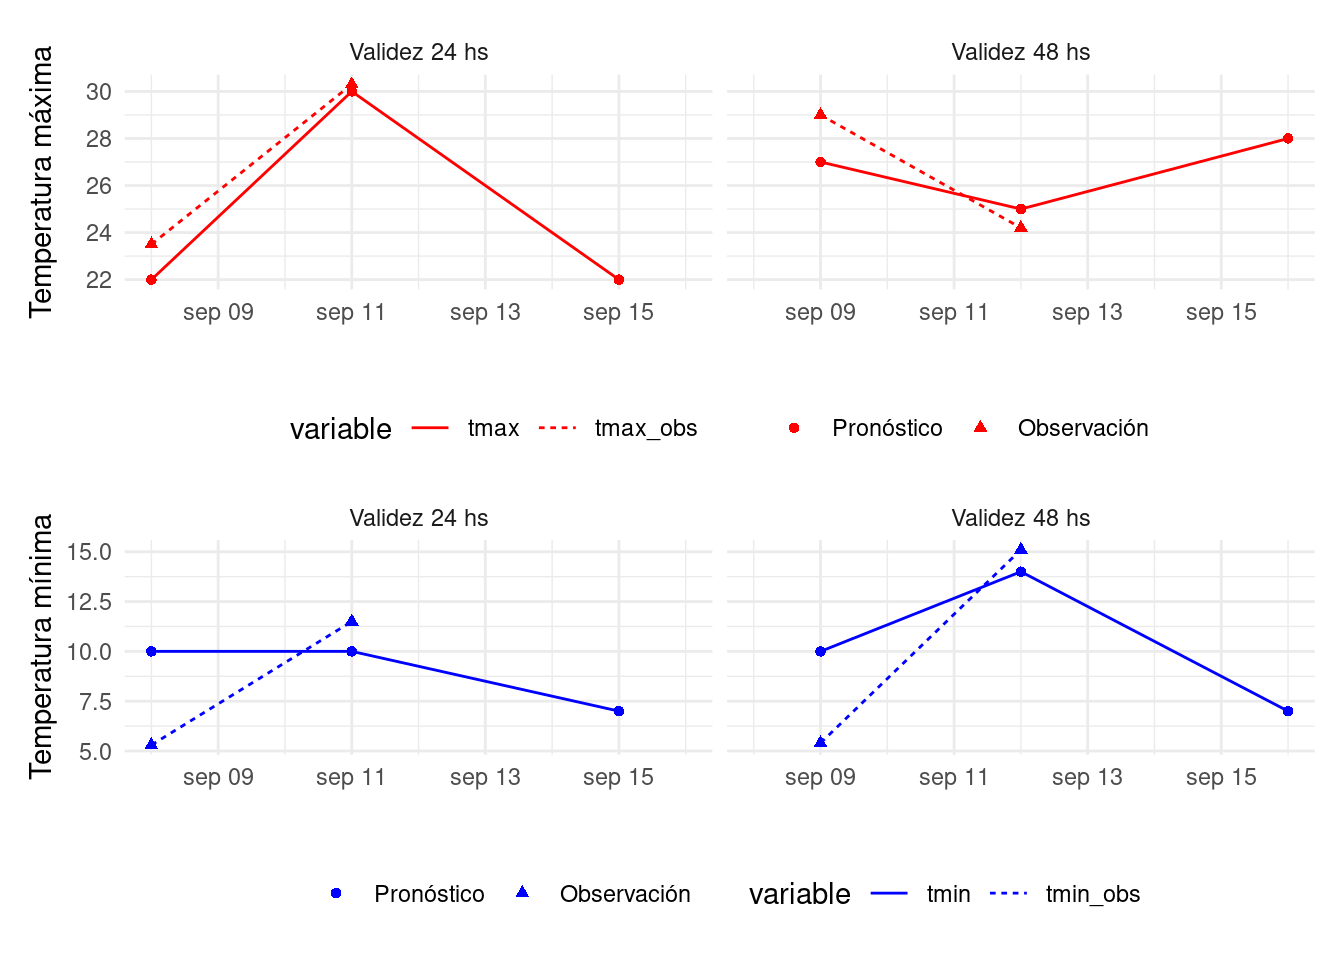 Validez 24 hs
Validez 48 hs
Temperatura máxima
30
28
26
24
22
sep 09 sep 11 sep 13 sep 15
sep 09 sep 11 sep 13 sep 15
variable tmax tmax_obs Pronóstico Observación
Validez 24 hs
Validez 48 hs
Temperatura mínima
15.0
12.5
10.0
7.5
5.0
sep 09 sep 11 sep 13 sep 15
sep 09 sep 11 sep 13 sep 15
Pronóstico Observación variable tmin tmin_obs